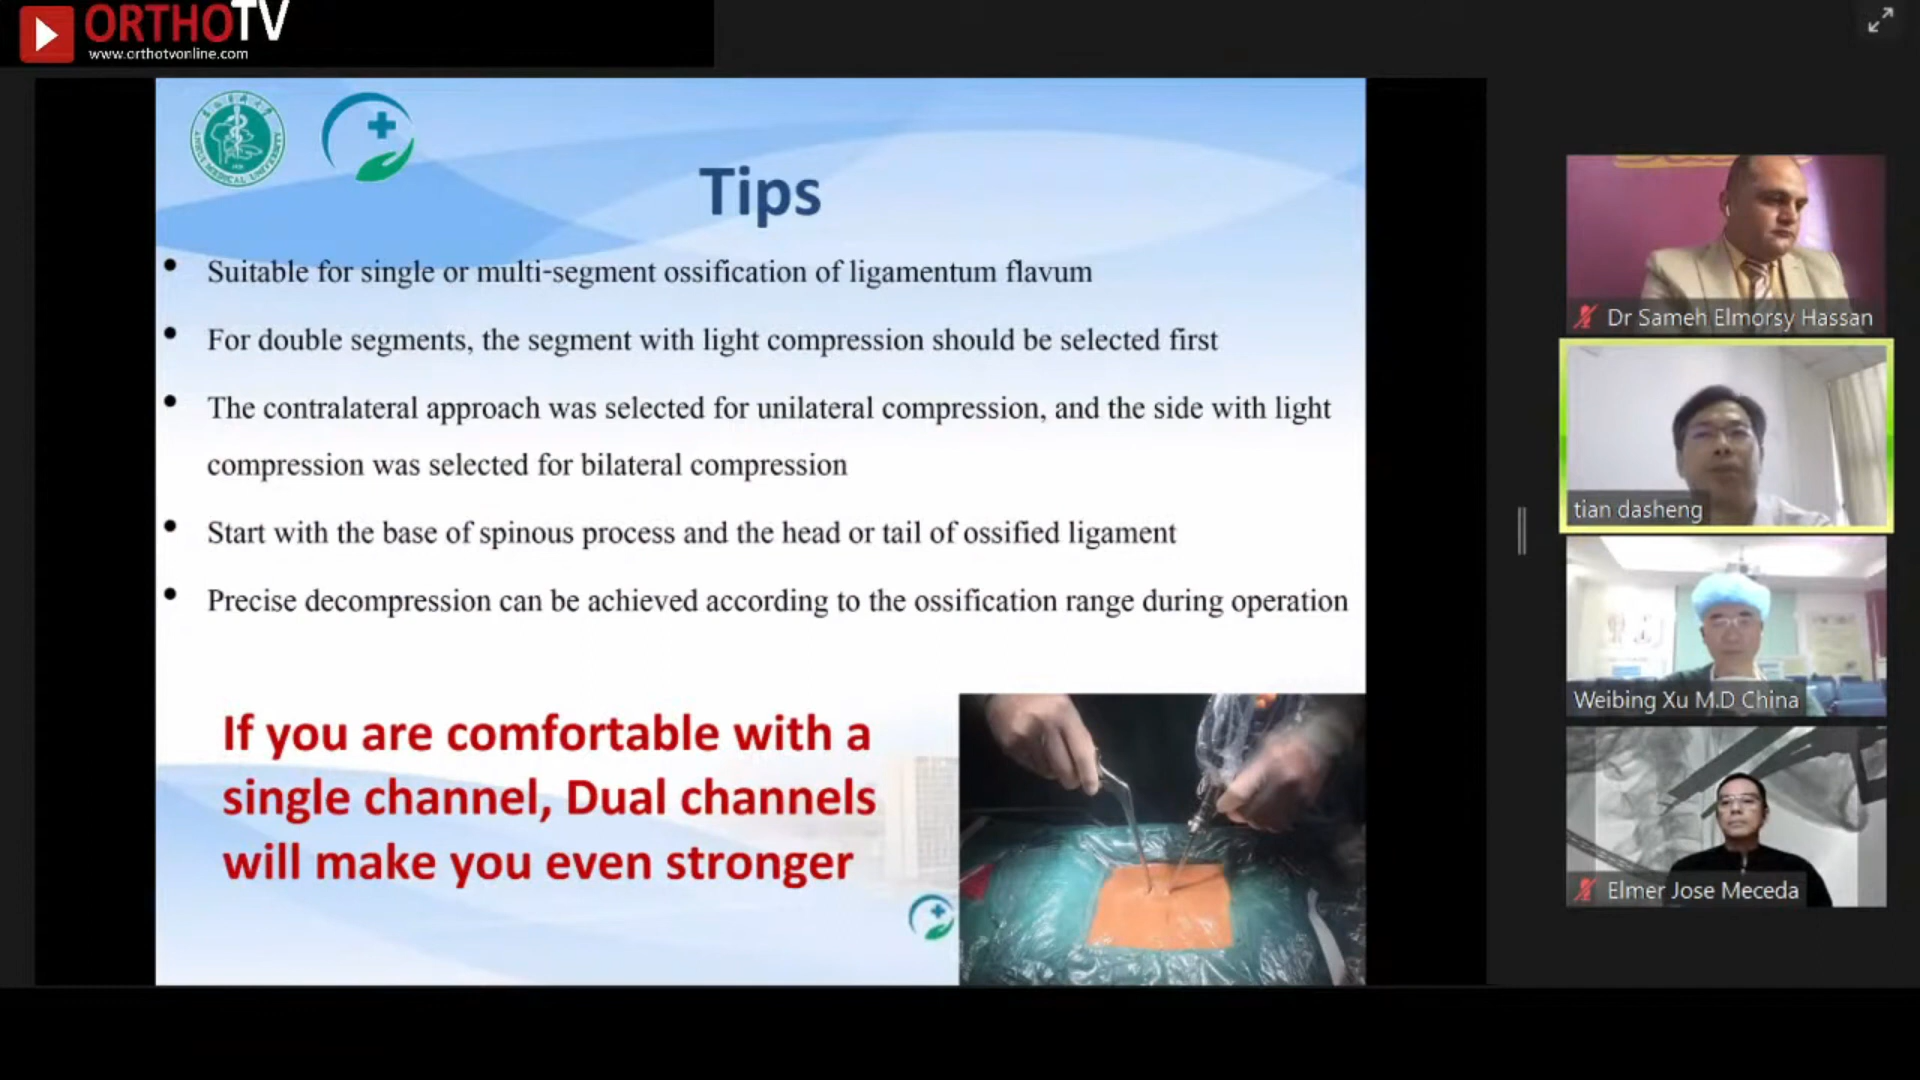 ORTHOTV
www.orthotvonline.com
ANHUI MEDICAL UNIVERSITY
Tips
• Suitable for single or multi-segment ossification of ligamentum flavum
• For double segments, the segment with light compression should be selected first
• The contralateral approach was selected for unilateral compression, and the side with light
compression was selected for bilateral compression
• Start with the base of spinous process and the head or tail of ossified ligament
• Precise decompression can be achieved according to the ossification range during operation
If you are comfortable with a
single channel, Dual channels
will make you even stronger
Dr Sameh Elmorsy Hassan
tian dasheng
Weibing Xu M.D China
Elmer Jose Meceda